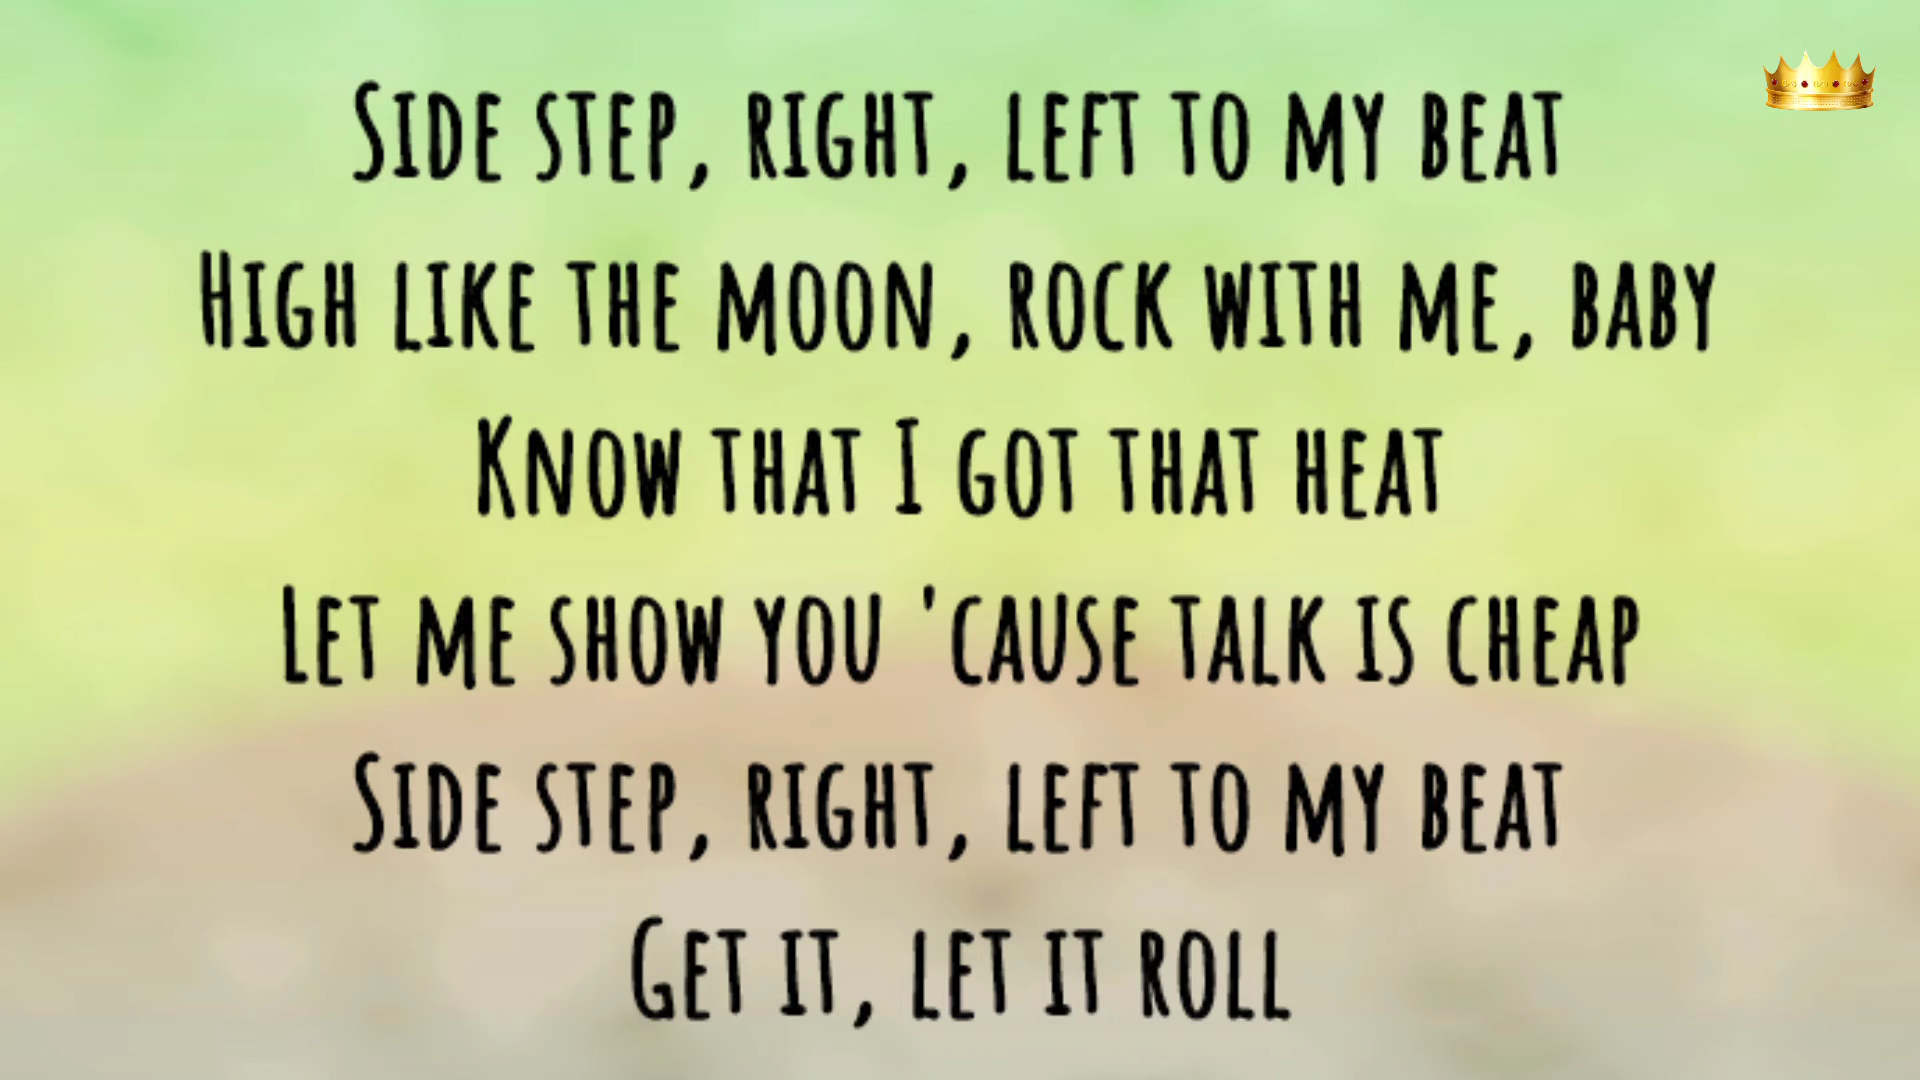 Side step, right, left to my beat
High like the moon, rock with me, baby
Know that I got that heat
Let me show you 'cause talk is cheap
Side step, right, left to my beat
Get it, let it roll